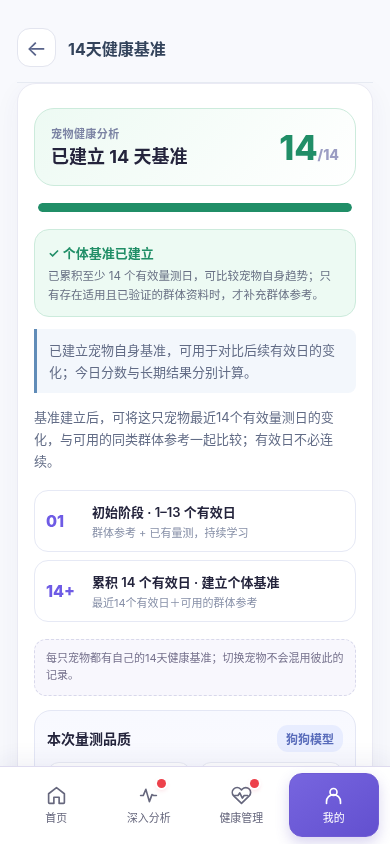 14天健康基准
宠物健康分析
已建立 14 天基准
14/14
✓ 个体基准已建立
已累积至少 14 个有效量测日，可比较宠物自身趋势；只
有存在适用且已验证的群体资料时，才补充群体参考。
已建立宠物自身基准，可用于对比后续有效日的变
化；今日分数与长期结果分别计算。
基准建立后，可将这只宠物最近14个有效量测日的变
化，与可用的同类群体参考一起比较；有效日不必连
续。
01
初始阶段 · 1–13 个有效日
群体参考 + 已有量测，持续学习
14+
累积 14 个有效日 · 建立个体基准
最近14个有效日＋可用的群体参考
每只宠物都有自己的14天健康基准；切换宠物不会混用彼此的
记录。
本次量测品质
狗狗模型
首页
深入分析
健康管理
我的